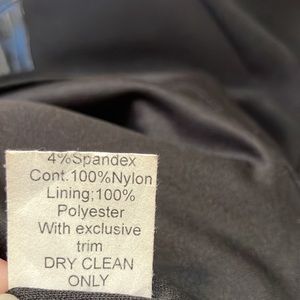 4%Spandex
Cont.100%Nylon
Lining;100%
Polyester
With exclusive
trim
DRY CLEAN
ONLY